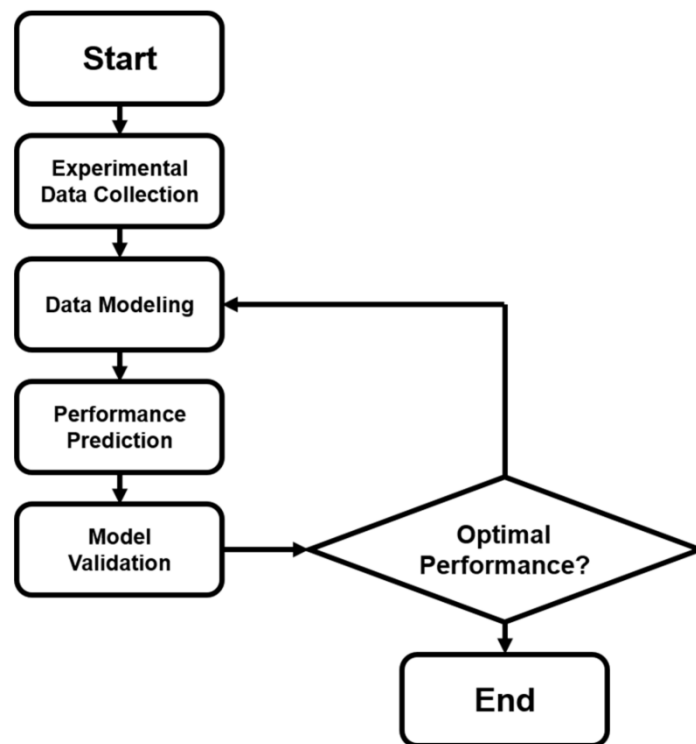 Start
Experimental
Data Collection
Data Modeling
Performance
Prediction
Model
Validation
Optimal
Performance?
End